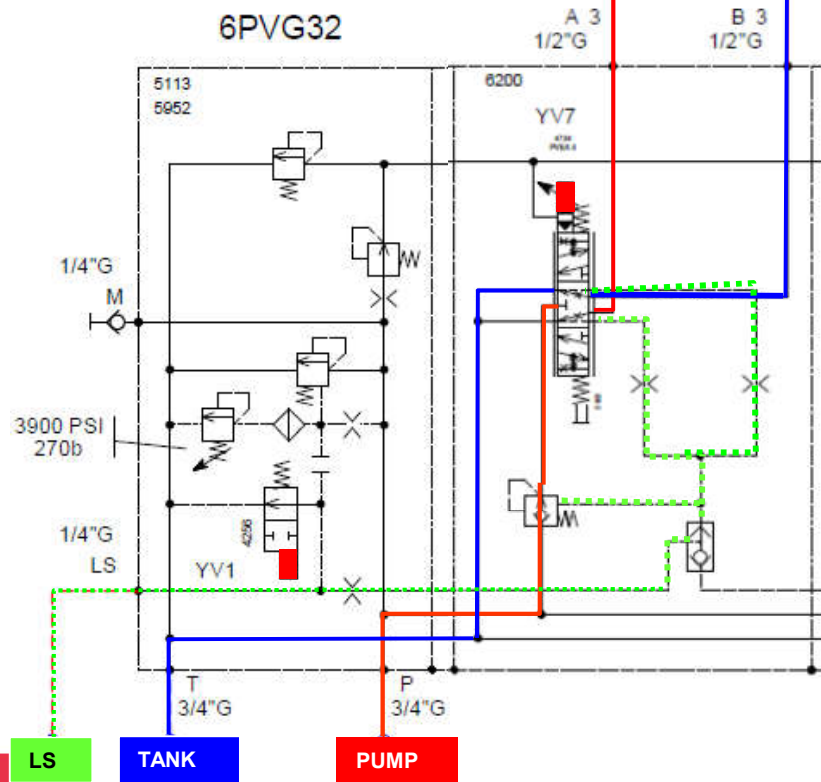 6PVG32
A 3
1/2"G
B 3
1/2"G
5113
5952
6200
YV7
1/4"G
M
3900 PSI
270b
1/4"G
LS
4256
YV1
T
3/4"G
P
3/4"G
LS
TANK
PUMP